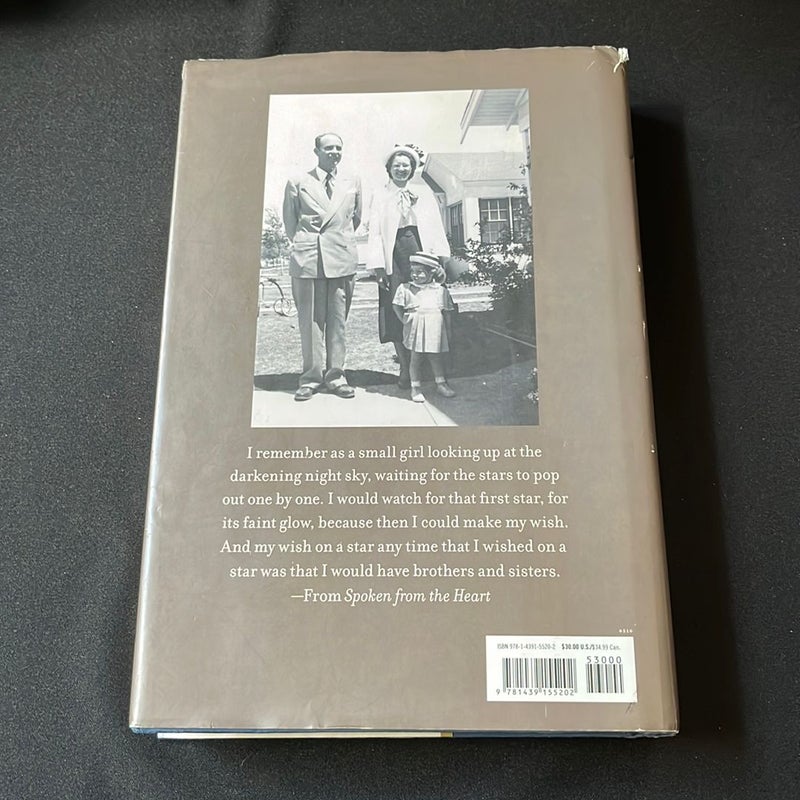 I remember as a small girl looking up at the
darkening night sky, waiting for the stars to pop
out one by one. I would watch for that first star, for
its faint glow, because then I could make my wish.
And my wish on a star any time that I wished on a
star was that I would have brothers and sisters.
—From Spoken from the Heart
0510
ISBN 978-1-4391-5520-2 $30.00 U.S./$34.99 Can.
53000
9 781439 155202